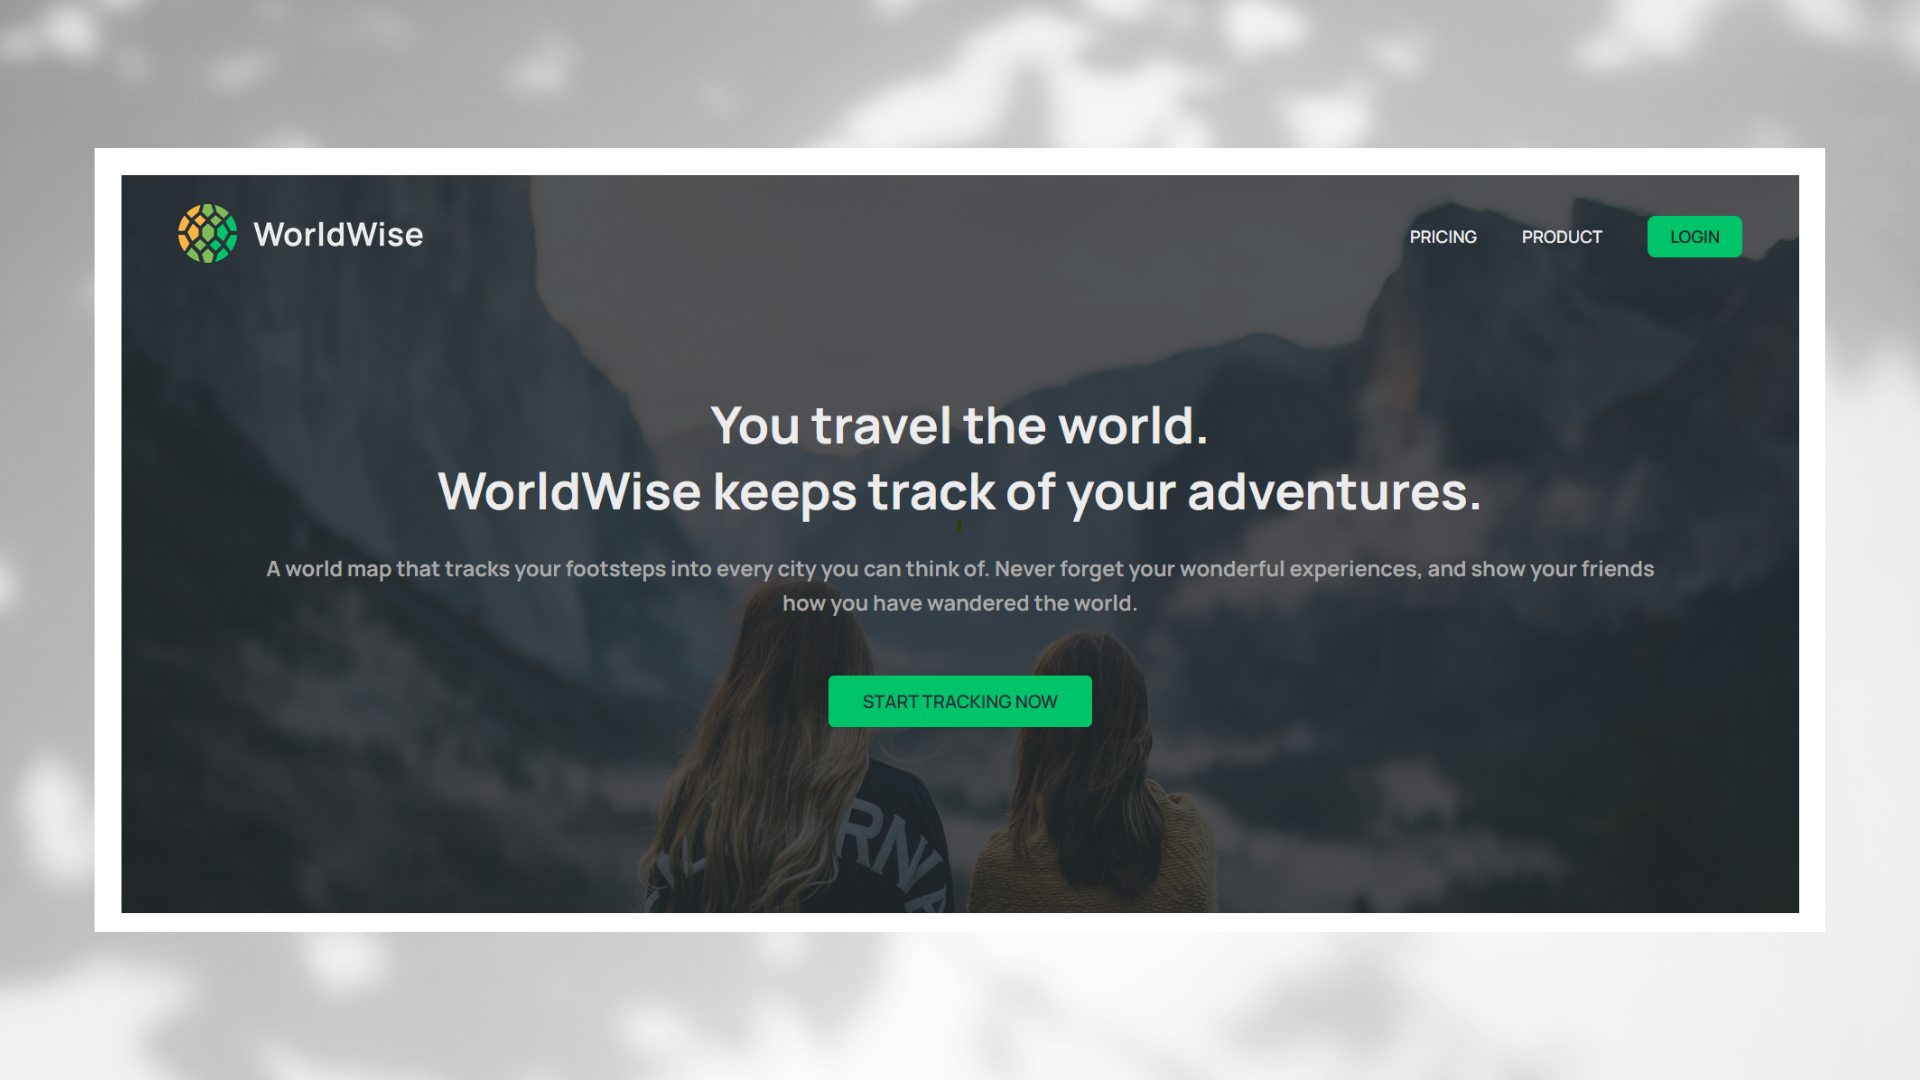 WorldWise
PRICING
PRODUCT
LOGIN
You travel the world.
WorldWise keeps track of your adventures.
A world map that tracks your footsteps into every city you can think of. Never forget your wonderful experiences, and show your friends
how you have wandered the world.
START TRACKING NOW
RNIA